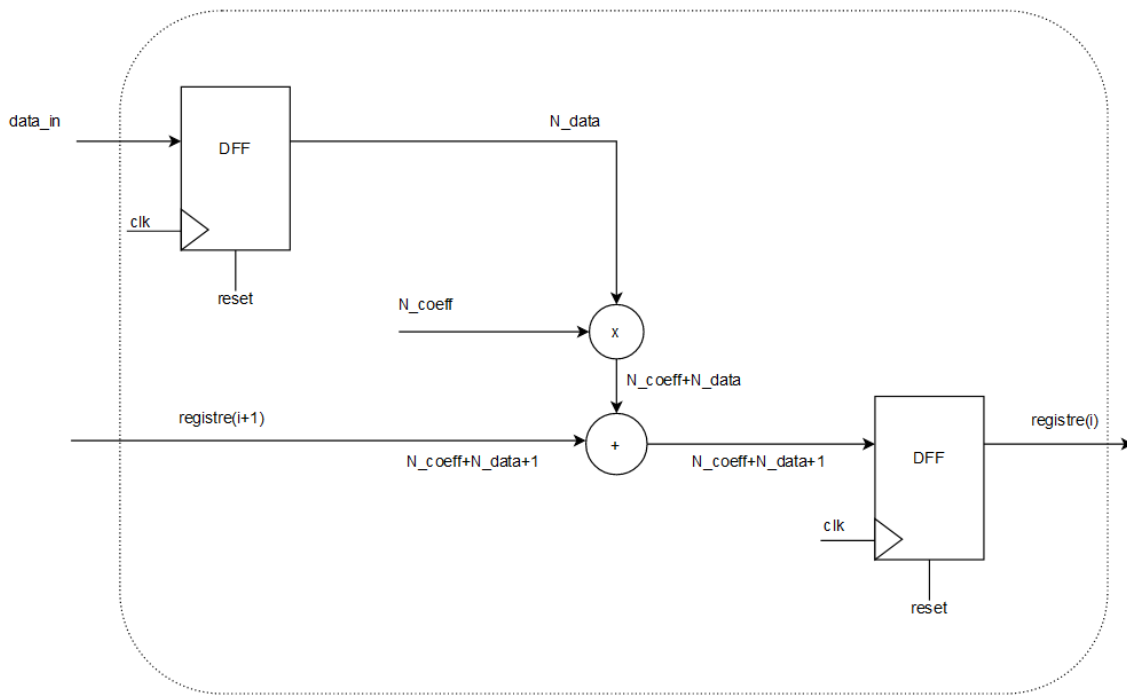 data_in
N_data
DFF
clk
reset
N_coeff
x
N_coeff+N_data
registre(i+1)
+
registre(i)
N_coeff+N_data+1
N_coeff+N_data+1
DFF
clk
reset